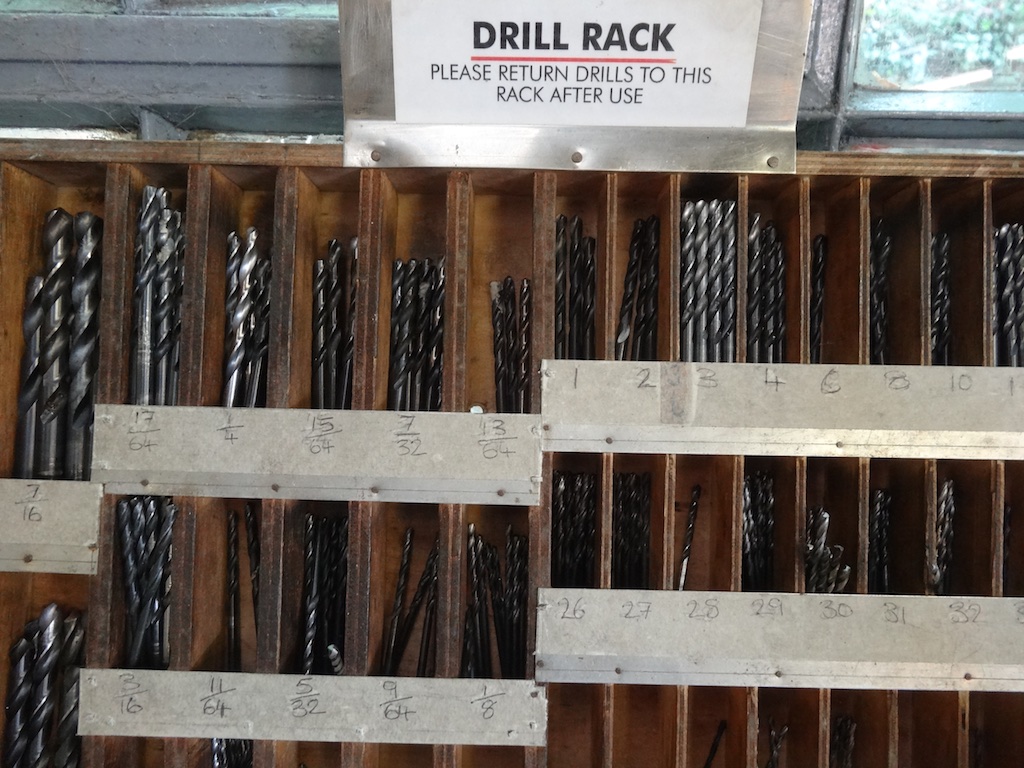 DRILL RACK
PLEASE RETURN DRILLS TO THIS
RACK AFTER USE
1 2 3 4 6 8 10
17/64 1/4 15/64 7/32 13/64
7/16
26 27 28 29 30 31 32
3/16 11/64 5/32 9/64 1/8